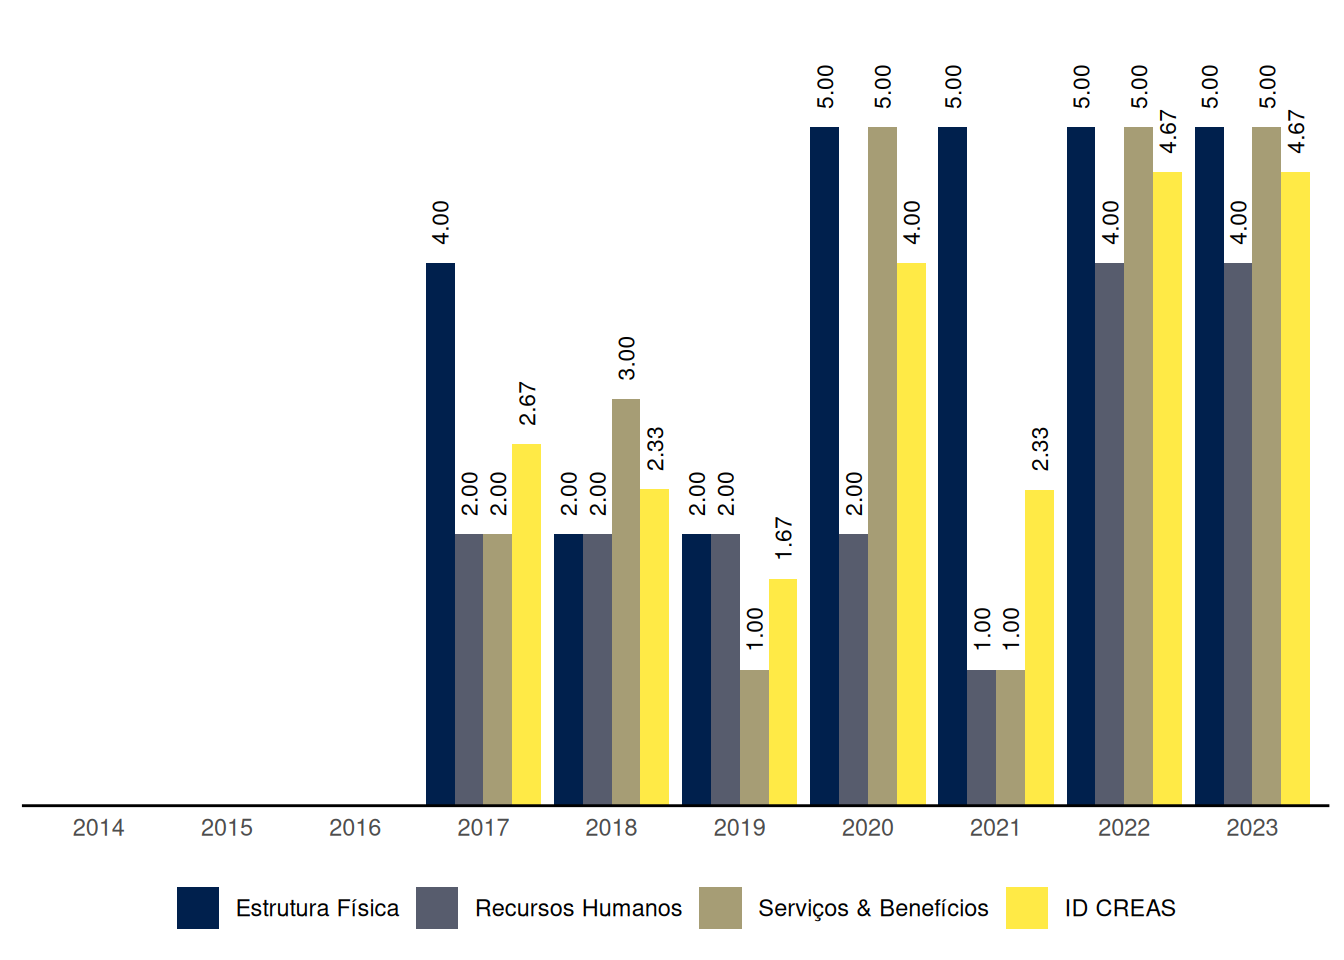 5.00 5.00 5.00 5.00 5.00 5.00 5.00
4.67 4.67
4.00 4.00 4.00 4.00
3.00
2.67
2.33 2.33
2.00 2.00 2.00 2.00 2.00 2.00 2.00
1.67
1.00 1.00 1.00
2014 2015 2016 2017 2018 2019 2020 2021 2022 2023
Estrutura Física Recursos Humanos Serviços & Benefícios ID CREAS